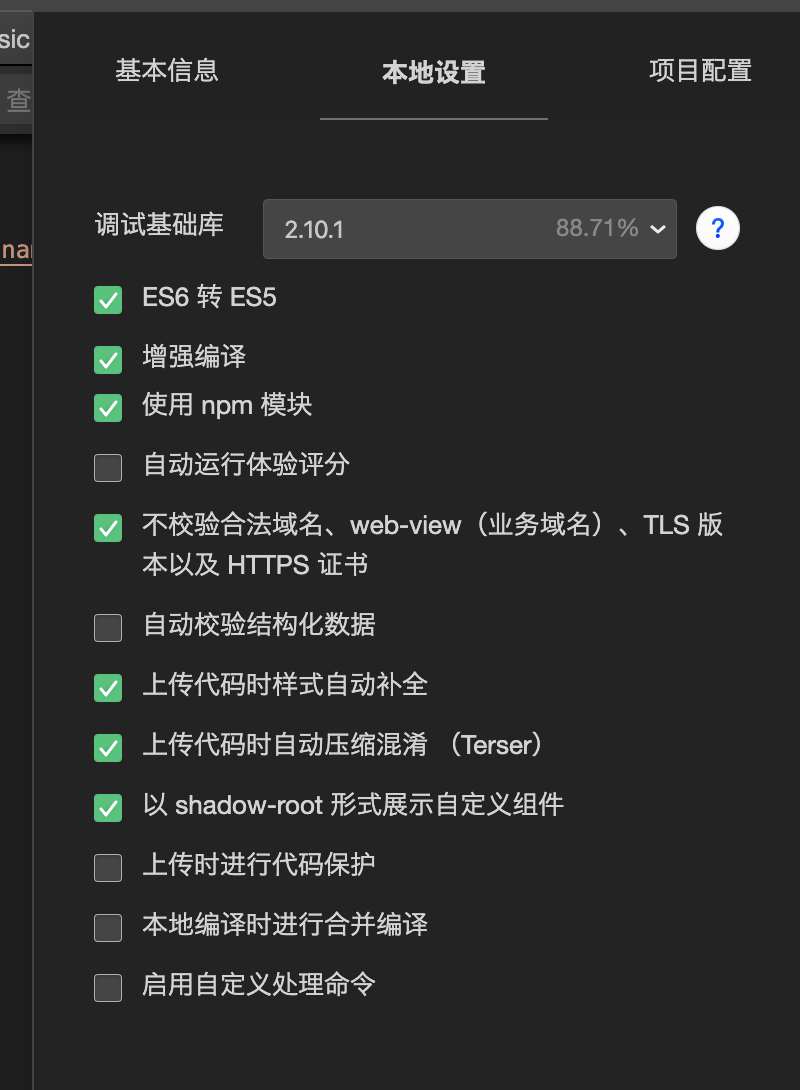 sic
基本信息 本地设置 项目配置
查
调试基础库 2.10.1 88.71% ?
nar
ES6 转 ES5
增强编译
使用 npm 模块
自动运行体验评分
不校验合法域名、web-view（业务域名）、TLS 版
本以及 HTTPS 证书
自动校验结构化数据
上传代码时样式自动补全
上传代码时自动压缩混淆 （Terser）
以 shadow-root 形式展示自定义组件
上传时进行代码保护
本地编译时进行合并编译
启用自定义处理命令